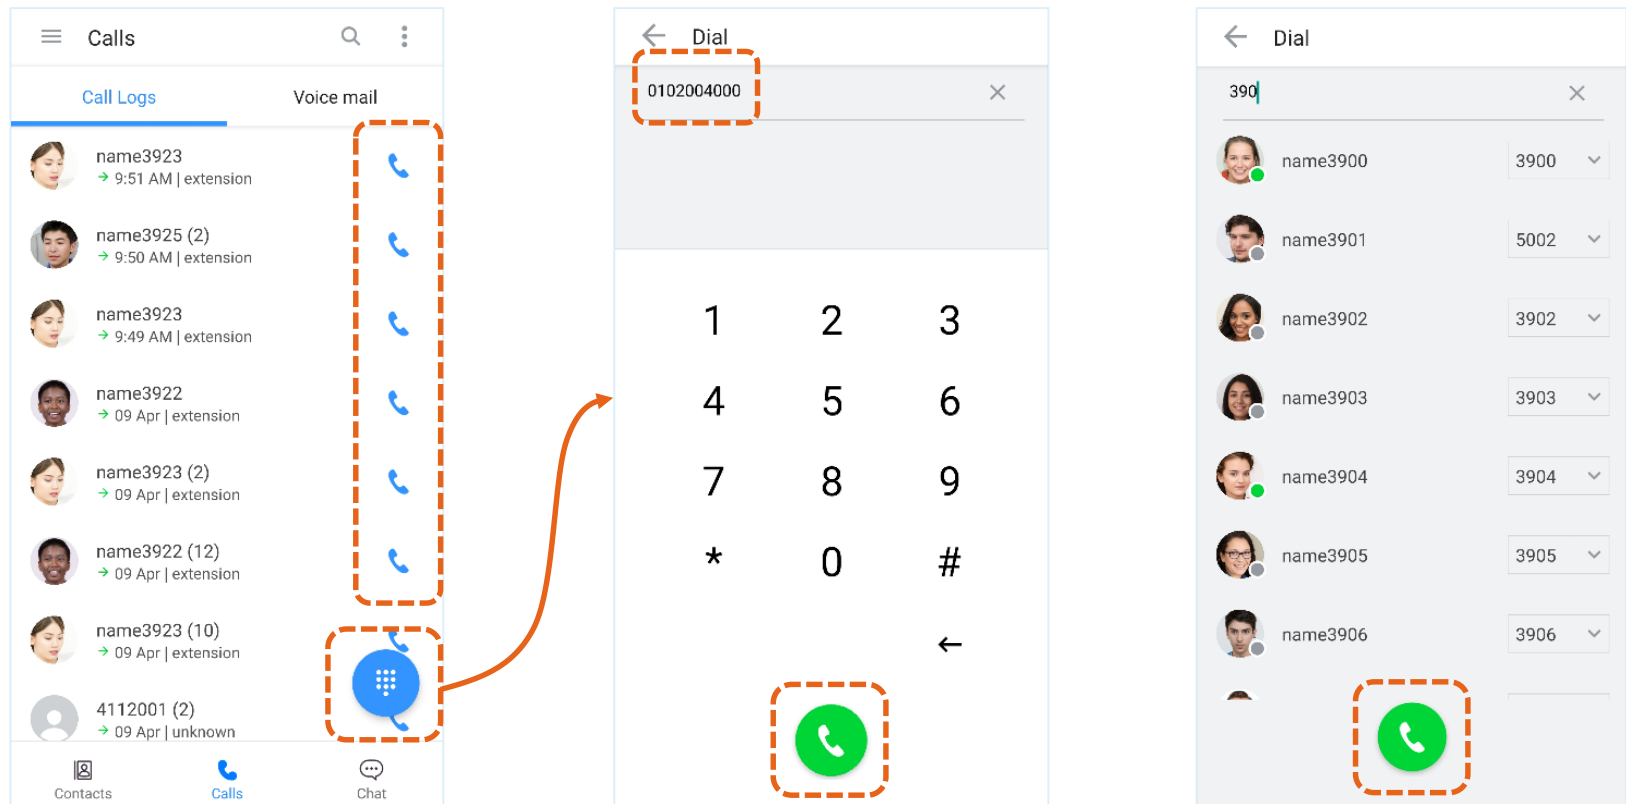 Calls
Call Logs
Voice mail
name3923
9:51 AM | extension
name3925 (2)
9:50 AM | extension
name3923
9:49 AM | extension
name3922
09 Apr | extension
name3923 (2)
09 Apr | extension
name3922 (12)
09 Apr | extension
name3923 (10)
09 Apr | extension
4112001 (2)
09 Apr | unknown
Contacts
Calls
Chat
Dial
0102004000
1 2 3
4 5 6
7 8 9
* 0 #
Dial
390
name3900 3900
name3901 5002
name3902 3902
name3903 3903
name3904 3904
name3905 3905
name3906 3906